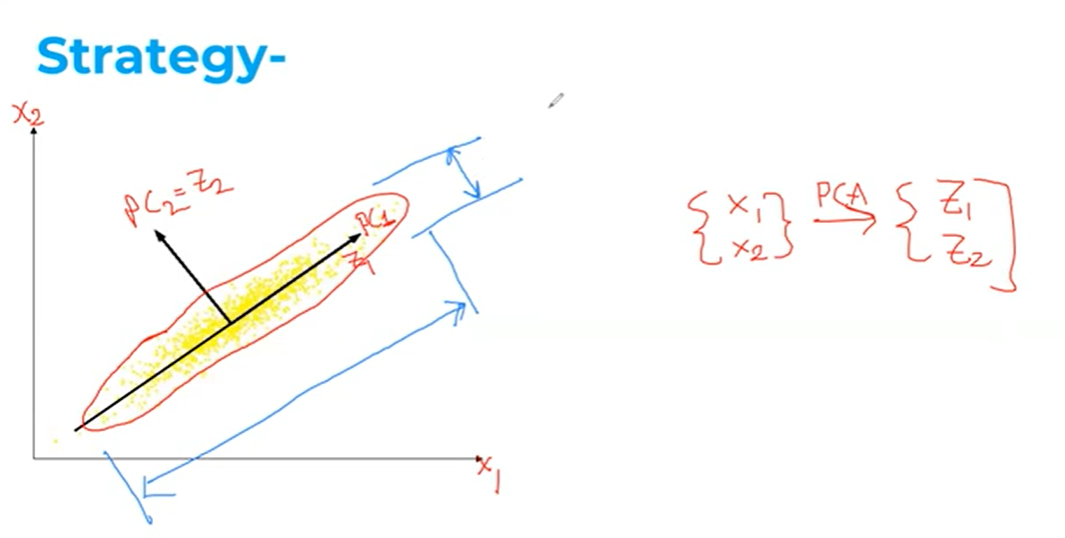 Strategy-
x2
PC2=Z2
PC1
Z1
x1
{x1 x2} PCA→ {Z1 Z2]